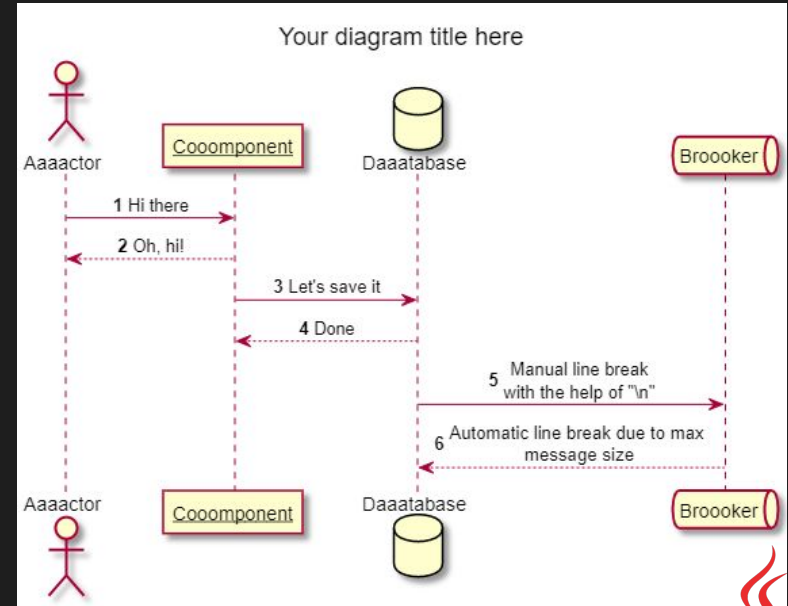 Your diagram title here
Aaaactor
Cooomponent
Daaatabase
Broooker
1 Hi there
2 Oh, hi!
3 Let's save it
4 Done
5 Manual line break
with the help of "\n"
6 Automatic line break due to max
message size
Aaaactor
Cooomponent
Daaatabase
Broooker